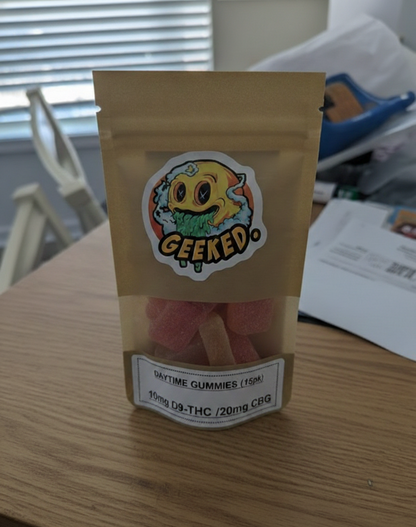 GEEKED.
DAYTIME GUMMIES (15pk)
10mg D9-THC /20mg CBG